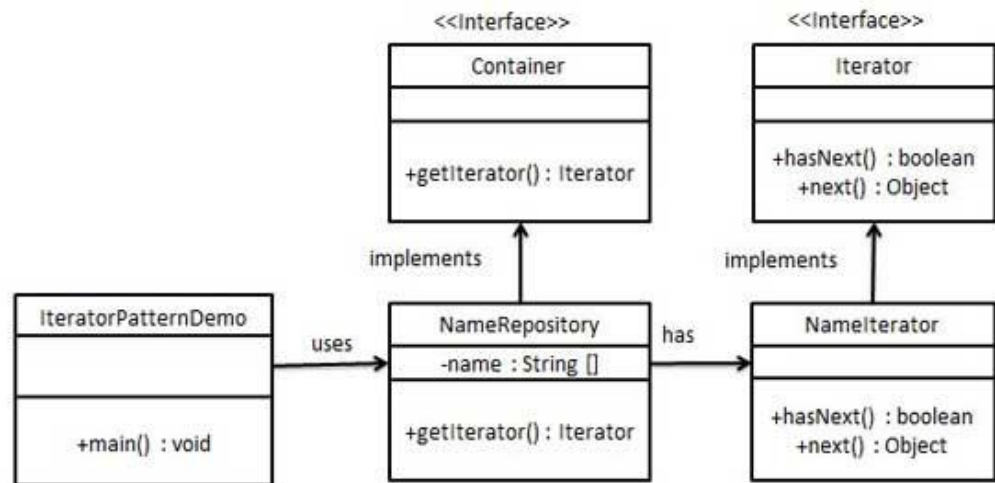 <<Interface>>
Container
+getIterator() : Iterator
<<Interface>>
Iterator
+hasNext() : boolean
+next() : Object
implements
implements
IteratorPatternDemo
+main() : void
uses
NameRepository
-name : String []
+getIterator() : Iterator
has
NameIterator
+hasNext() : boolean
+next() : Object